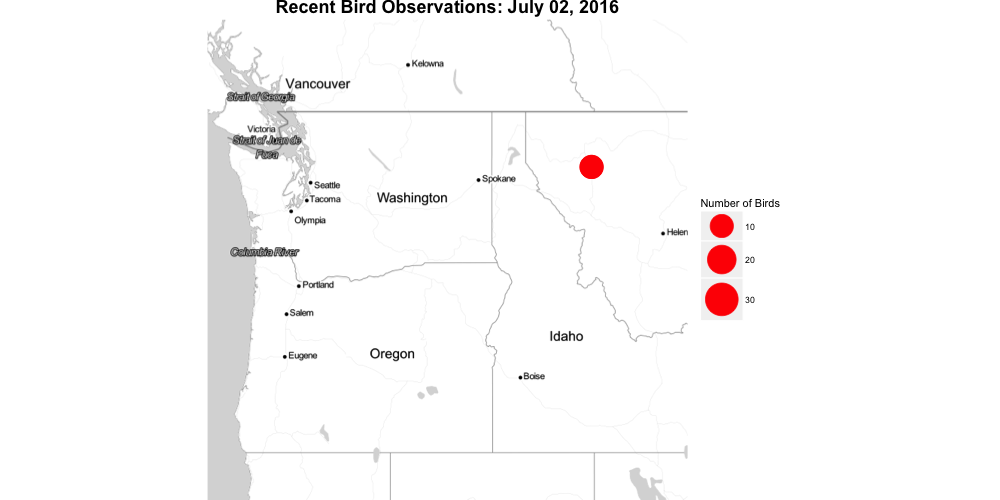 Recent Bird Observations: July 02, 2016
Kelowna
Vancouver
Strait of Georgia
Victoria
Strait of Juan de
Fuca
Spokane
Seattle
Washington
Tacoma
Olympia
Helen
Columbia River
Portland
Salem
Idaho
Oregon
Eugene
Boise
Number of Birds
10
20
30